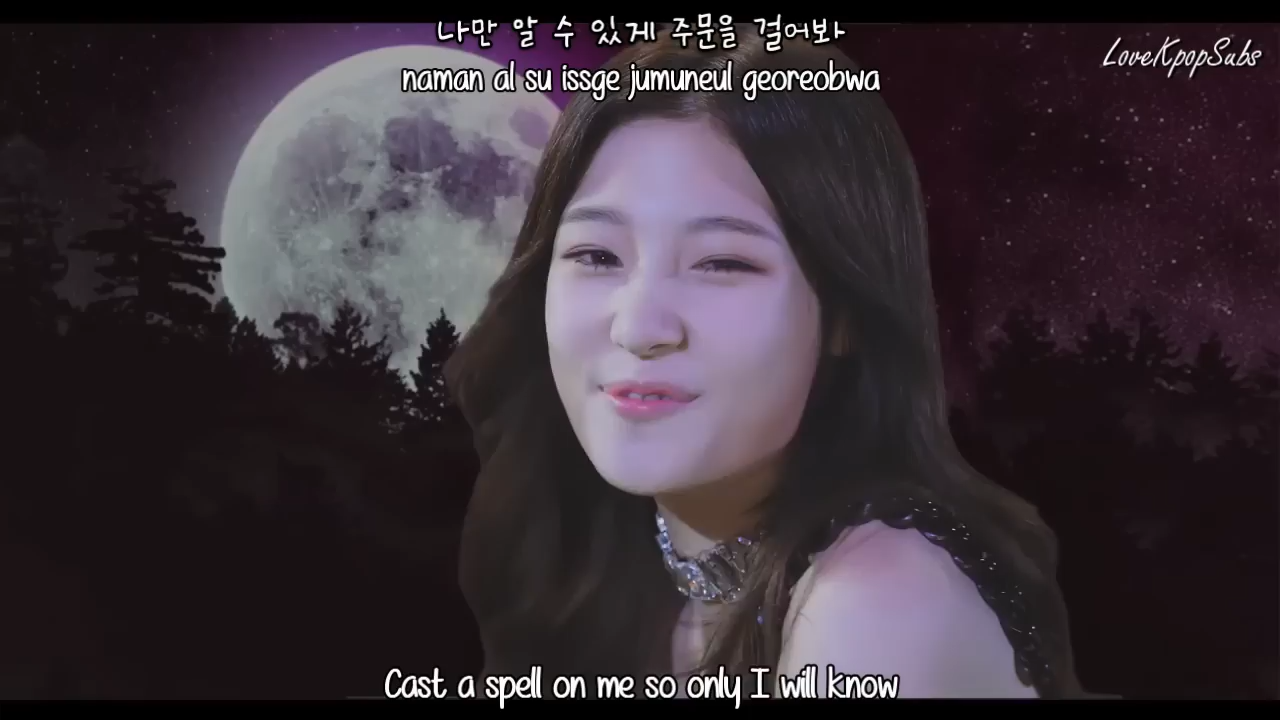 나만 알 수 있게 주문을 걸어봐
naman al su issge jumuneul georeobwa
LoveKpopSubs
Cast a spell on me so only I will know